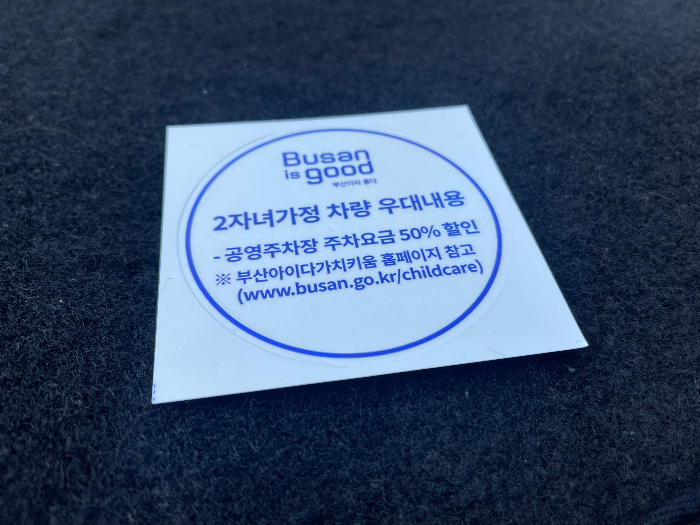 Busan
is good
부산이라 좋다
2자녀가정 차량 우대내용
- 공영주차장 주차요금 50% 할인
※ 부산아이다가치키움 홈페이지 참고
(www.busan.go.kr/childcare)